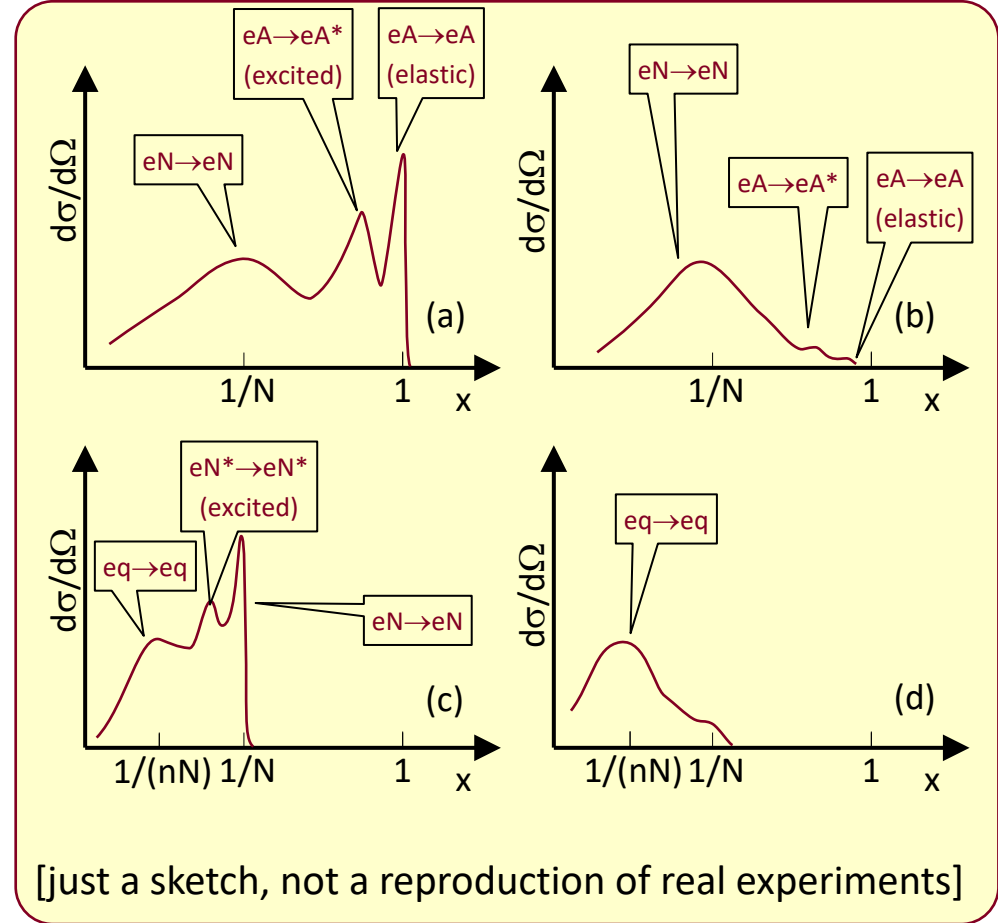 eA→eA*
(excited)
eA→eA
(elastic)
eN→eN
dσ/dΩ
(a)
1/N
1
x
eN→eN
eA→eA*
eA→eA
(elastic)
dσ/dΩ
(b)
1/N
1
x
eN*→eN*
(excited)
eq→eq
eN→eN
dσ/dΩ
(c)
1/(nN)
1/N
1
x
eq→eq
dσ/dΩ
(d)
1/(nN)
1/N
1
x
[just a sketch, not a reproduction of real experiments]